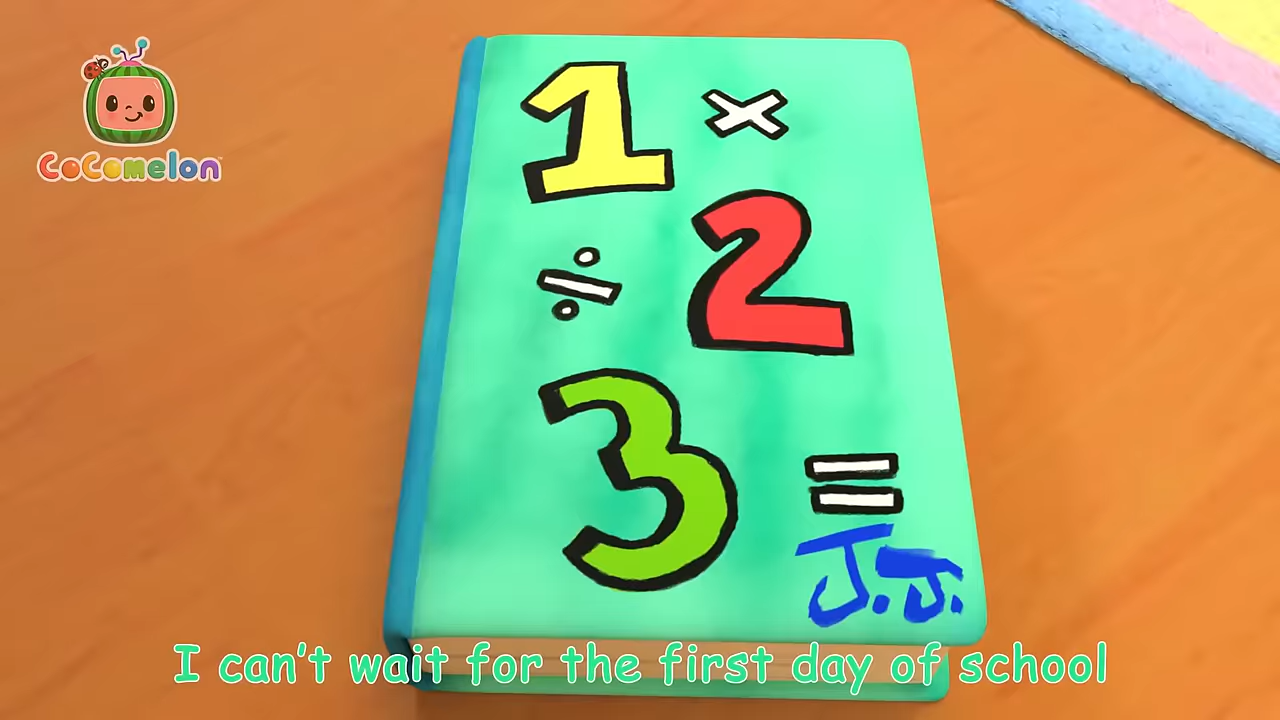 CoComelon
1 ×
÷ 2
3 =
J.J.
I can't wait for the first day of school